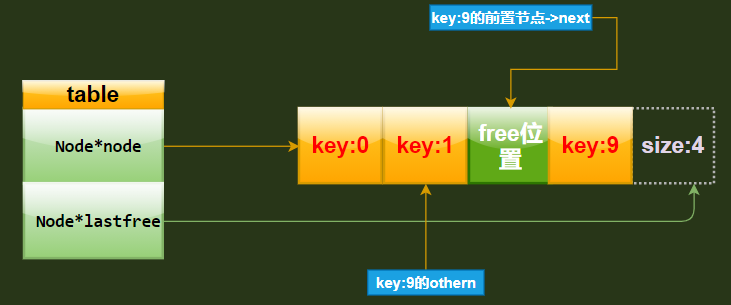 key:9的前置节点->next
table
Node*node
Node*lastfree
key:0
key:1
free位
置
key:9
size:4
key:9的othern